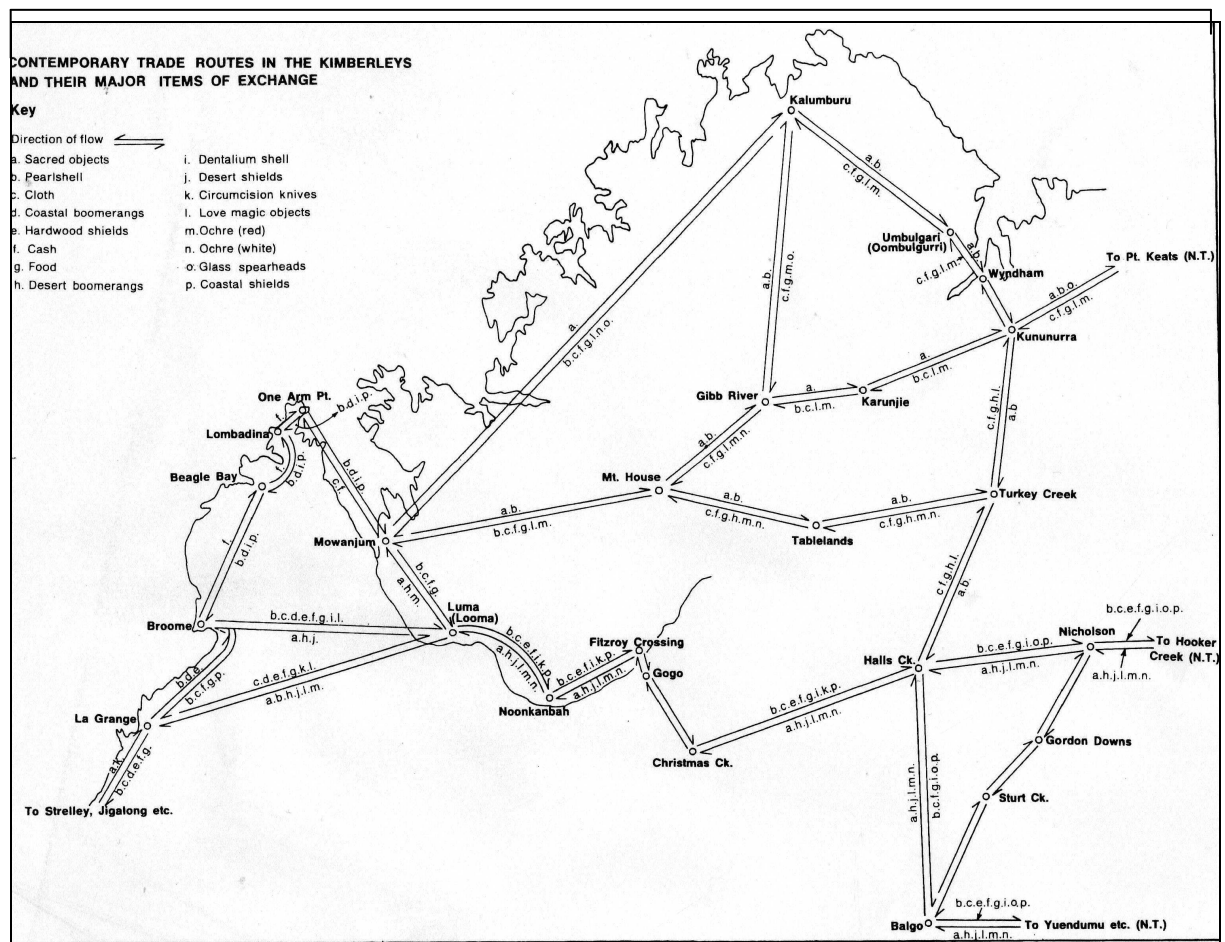 CONTEMPORARY TRADE ROUTES IN THE KIMBERLEYS
AND THEIR MAJOR ITEMS OF EXCHANGE
Key
Direction of flow
a. Sacred objects
b. Pearlshell
c. Cloth
d. Coastal boomerangs
e. Hardwood shields
f. Cash
g. Food
h. Desert boomerangs
i. Dentalium shell
j. Desert shields
k. Circumcision knives
l. Love magic objects
m. Ochre (red)
n. Ochre (white)
o. Glass spearheads
p. Coastal shields
Kalumburu
a.b.
c.f.g.l.m.
Umbulgari
(Oombulgurri)
a.b.
c.f.g.l.m.
Wyndham
To Pt. Keats (N.T.)
a.b.o.
c.f.g.l.m.
Kununurra
a.b.
c.f.g.m.o.
a.
b.c.f.g.l.n.o.
a.
b.c.l.m.
Gibb River
a.
b.c.l.m.
Karunjie
c.f.g.h.l.
a.b
One Arm Pt.
b.d.i.p.
f.
Lombadina
f.
b.d.i.p.
Beagle Bay
b.d.i.p.
c.f.
a.b.
c.f.g.l.m.n.
Mt. House
a.b.
c.f.g.h.m.n.
a.b.
c.f.g.h.m.n.
Turkey Creek
Tablelands
a.b.
b.c.f.g.l.m.
Mowanjum
f.
b.d.i.p.
b.c.f.g.
a.h.m.
c.f.g.h.l.
a.b.
Luma
(Looma)
Broome
b.c.d.e.f.g.i.l.
a.h.j.
b.c.e.f.i.k.p.
a.h.j.l.m.n.
Fitzroy Crossing
b.c.e.f.i.k.p.
a.h.j.l.m.n.
Gogo
Noonkanbah
b.c.e.f.g.i.o.p.
Nicholson
To Hooker
Creek (N.T.)
a.h.j.l.m.n.
b.c.e.f.g.i.o.p.
a.h.j.l.m.n.
Halls Ck.
b.d.e.
b.c.f.g.p.
c.d.e.f.g.k.l.
a.b.h.j.l.m.
La Grange
b.c.e.f.g.i.k.p.
a.h.j.l.m.n.
Christmas Ck.
Gordon Downs
a.k.
b.c.d.e.f.g.
To Strelley, Jigalong etc.
a.h.j.l.m.n.
b.c.f.g.i.o.p.
Sturt Ck.
b.c.e.f.g.i.o.p.
Balgo
To Yuendumu etc. (N.T.)
a.h.j.l.m.n.